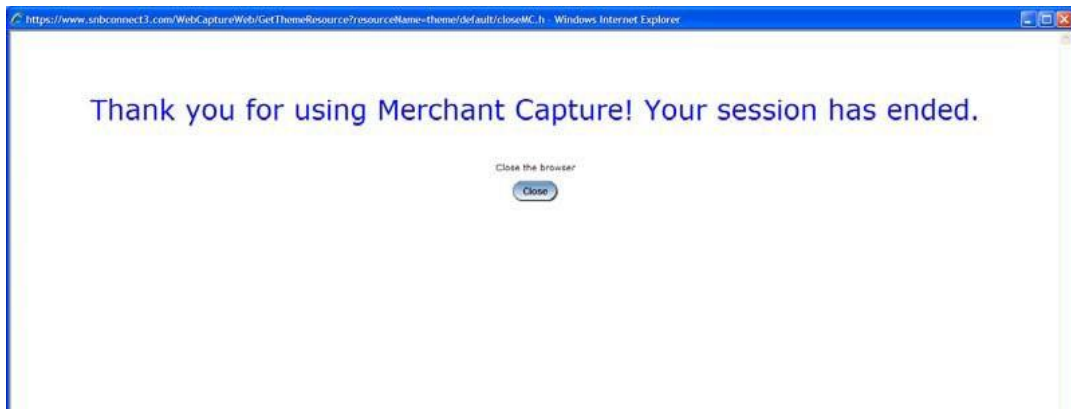 https://www.snbconnect3.com/WebCaptureWeb/GetThemeResource?resourceName=theme/default/closeMC.h - Windows Internet Explorer
Thank you for using Merchant Capture! Your session has ended.
Close the browser
Close